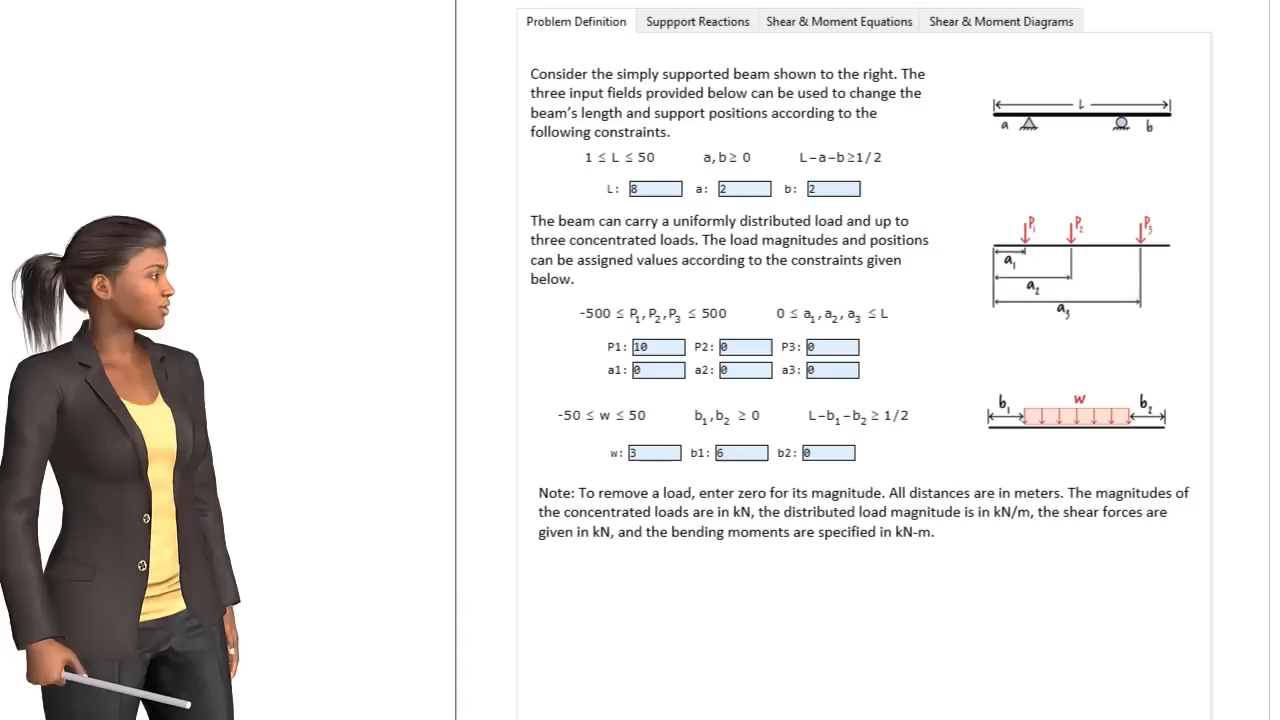 Problem Definition Suppport Reactions Shear & Moment Equations Shear & Moment Diagrams
Consider the simply supported beam shown to the right. The
three input fields provided below can be used to change the
beam's length and support positions according to the
following constraints.
1 ≤ L ≤ 50 a,b ≥ 0 L-a-b≥1/2
L: 8 a: 2 b: 2
L
a b
The beam can carry a uniformly distributed load and up to
three concentrated loads. The load magnitudes and positions
can be assigned values according to the constraints given
below.
P₁ P₂ P₃
a₁
a₂
a₃
-500 ≤ P₁,P₂,P₃ ≤ 500 0 ≤ a₁,a₂,a₃ ≤ L
P1: 10 P2: 0 P3: 0
a1: 0 a2: 0 a3: 0
b₁ w b₂
-50 ≤ w ≤ 50 b₁,b₂ ≥ 0 L-b₁-b₂ ≥ 1/2
w: 3 b1: 6 b2: 0
Note: To remove a load, enter zero for its magnitude. All distances are in meters. The magnitudes of
the concentrated loads are in kN, the distributed load magnitude is in kN/m, the shear forces are
given in kN, and the bending moments are specified in kN-m.